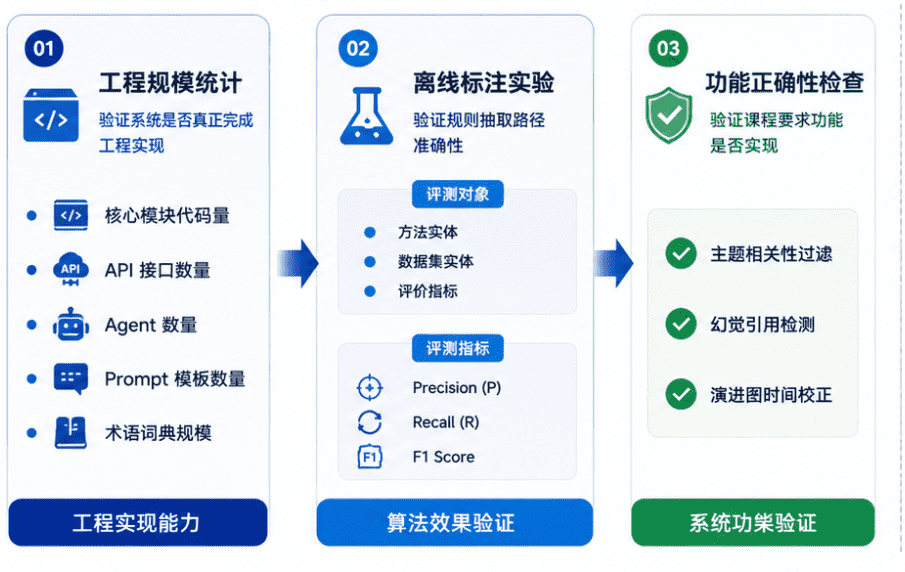 01
工程规模统计
验证系统是否真正完成
工程实现
</>
核心模块代码量
API
API 接口数量
Agent 数量
Prompt 模板数量
术语词典规模
工程实现能力
02
离线标注实验
验证规则抽取路径
准确性
评测对象
方法实体
数据集实体
评价指标
评测指标
Precision (P)
Recall (R)
F1
F1 Score
算法效果验证
03
功能正确性检查
验证课程要求功能
是否实现
主题相关性过滤
幻觉引用检测
演进图时间校正
系统功验证